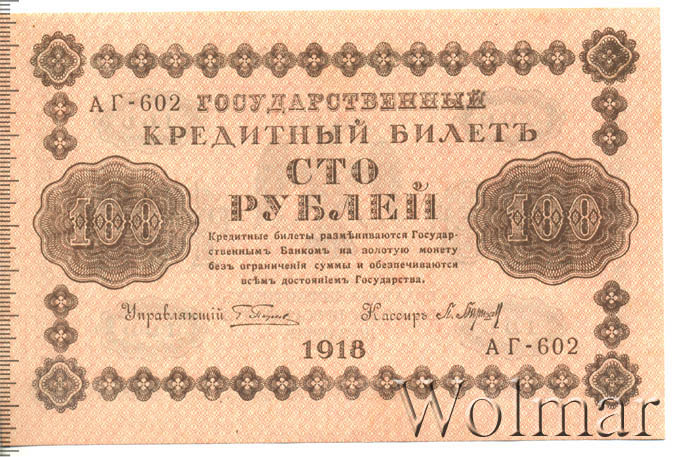 АГ-602 ГОСУДАРСТВЕННЫЙ
КРЕДИТНЫЙ БИЛЕТЪ
СТО
РУБЛЕЙ
100 100
Кредитные билеты размѣниваются Государ-
ственнымъ Банкомъ на золотую монету
безъ ограниченія суммы и обезпечиваются
всѣмъ достояніемъ Государства.
Управляющій Кассиръ
1918 АГ-602
Wolmar